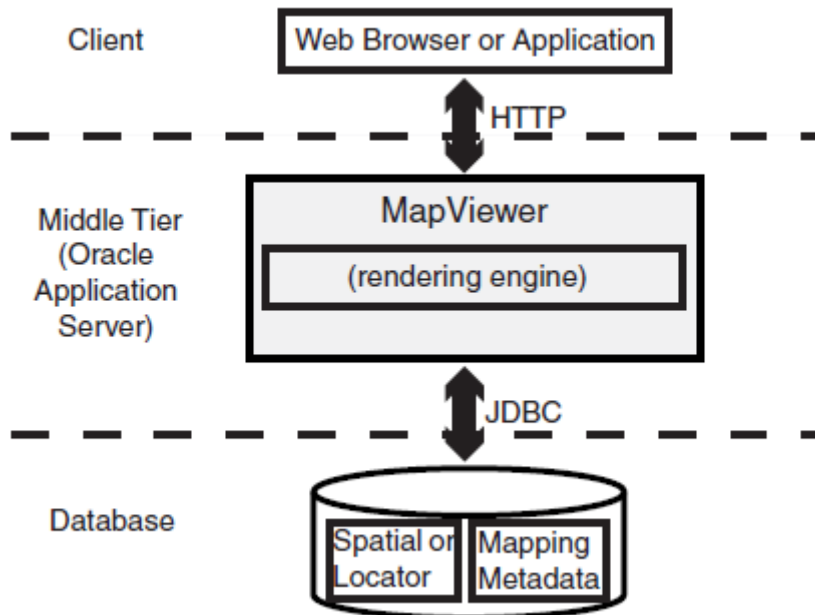 Client
Web Browser or Application
HTTP
Middle Tier
(Oracle
Application
Server)
MapViewer
(rendering engine)
JDBC
Database
Spatial or
Locator
Mapping
Metadata